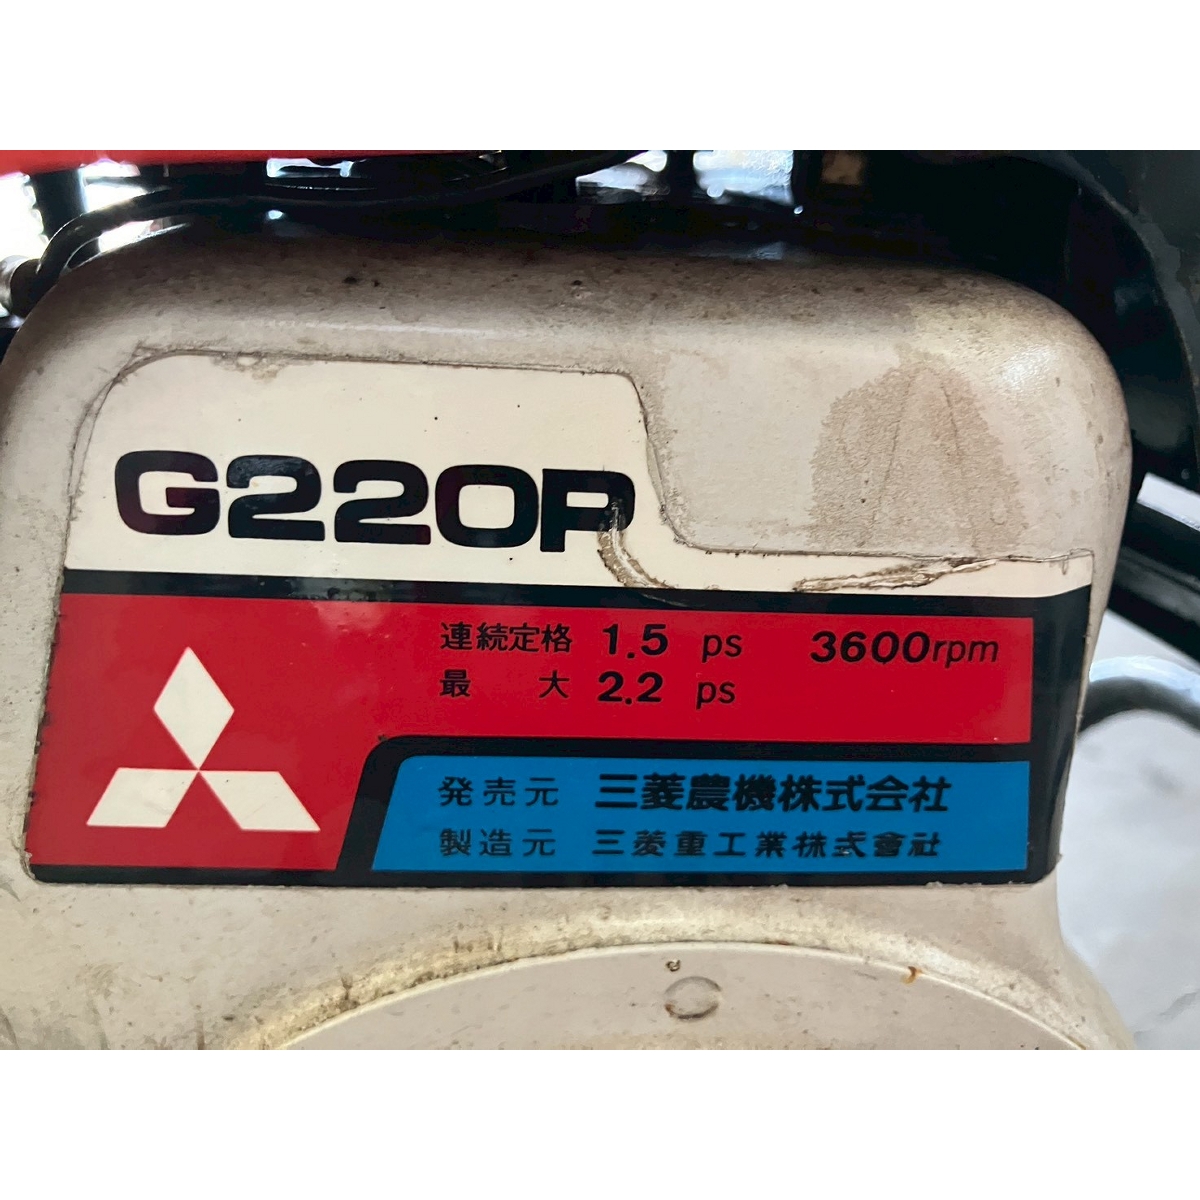 G220P
連続定格 1.5 ps 3600rpm
最大 2.2 ps
発売元 三菱農機株式会社
製造元 三菱重工業株式會社